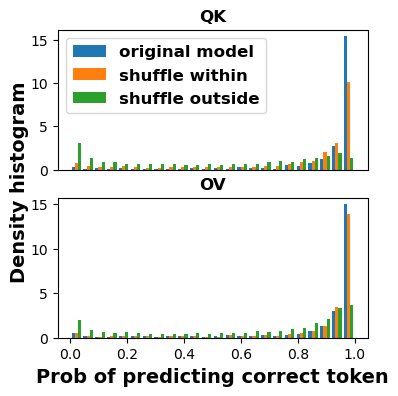 QK
15
10
5
0
original model
shuffle within
shuffle outside
Density histogram
OV
15
10
5
0
0.0 0.2 0.4 0.6 0.8 1.0
Prob of predicting correct token